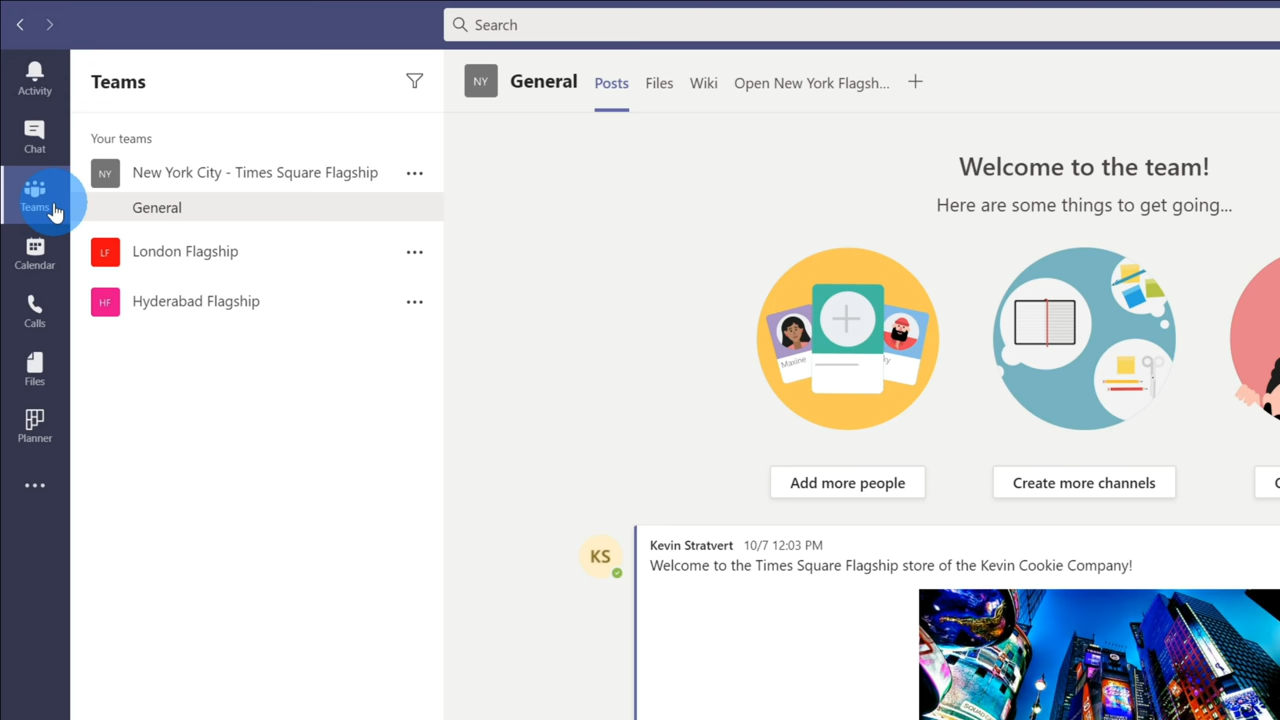 Search
Activity
Chat
Teams
Calendar
Calls
Files
Planner
Teams
Your teams
NY New York City - Times Square Flagship
General
LF London Flagship
HF Hyderabad Flagship
NY General Posts Files Wiki Open New York Flagsh...
Welcome to the team!
Here are some things to get going...
Maxine
Add more people
Create more channels
KS
Kevin Stratvert 10/7 12:03 PM
Welcome to the Times Square Flagship store of the Kevin Cookie Company!